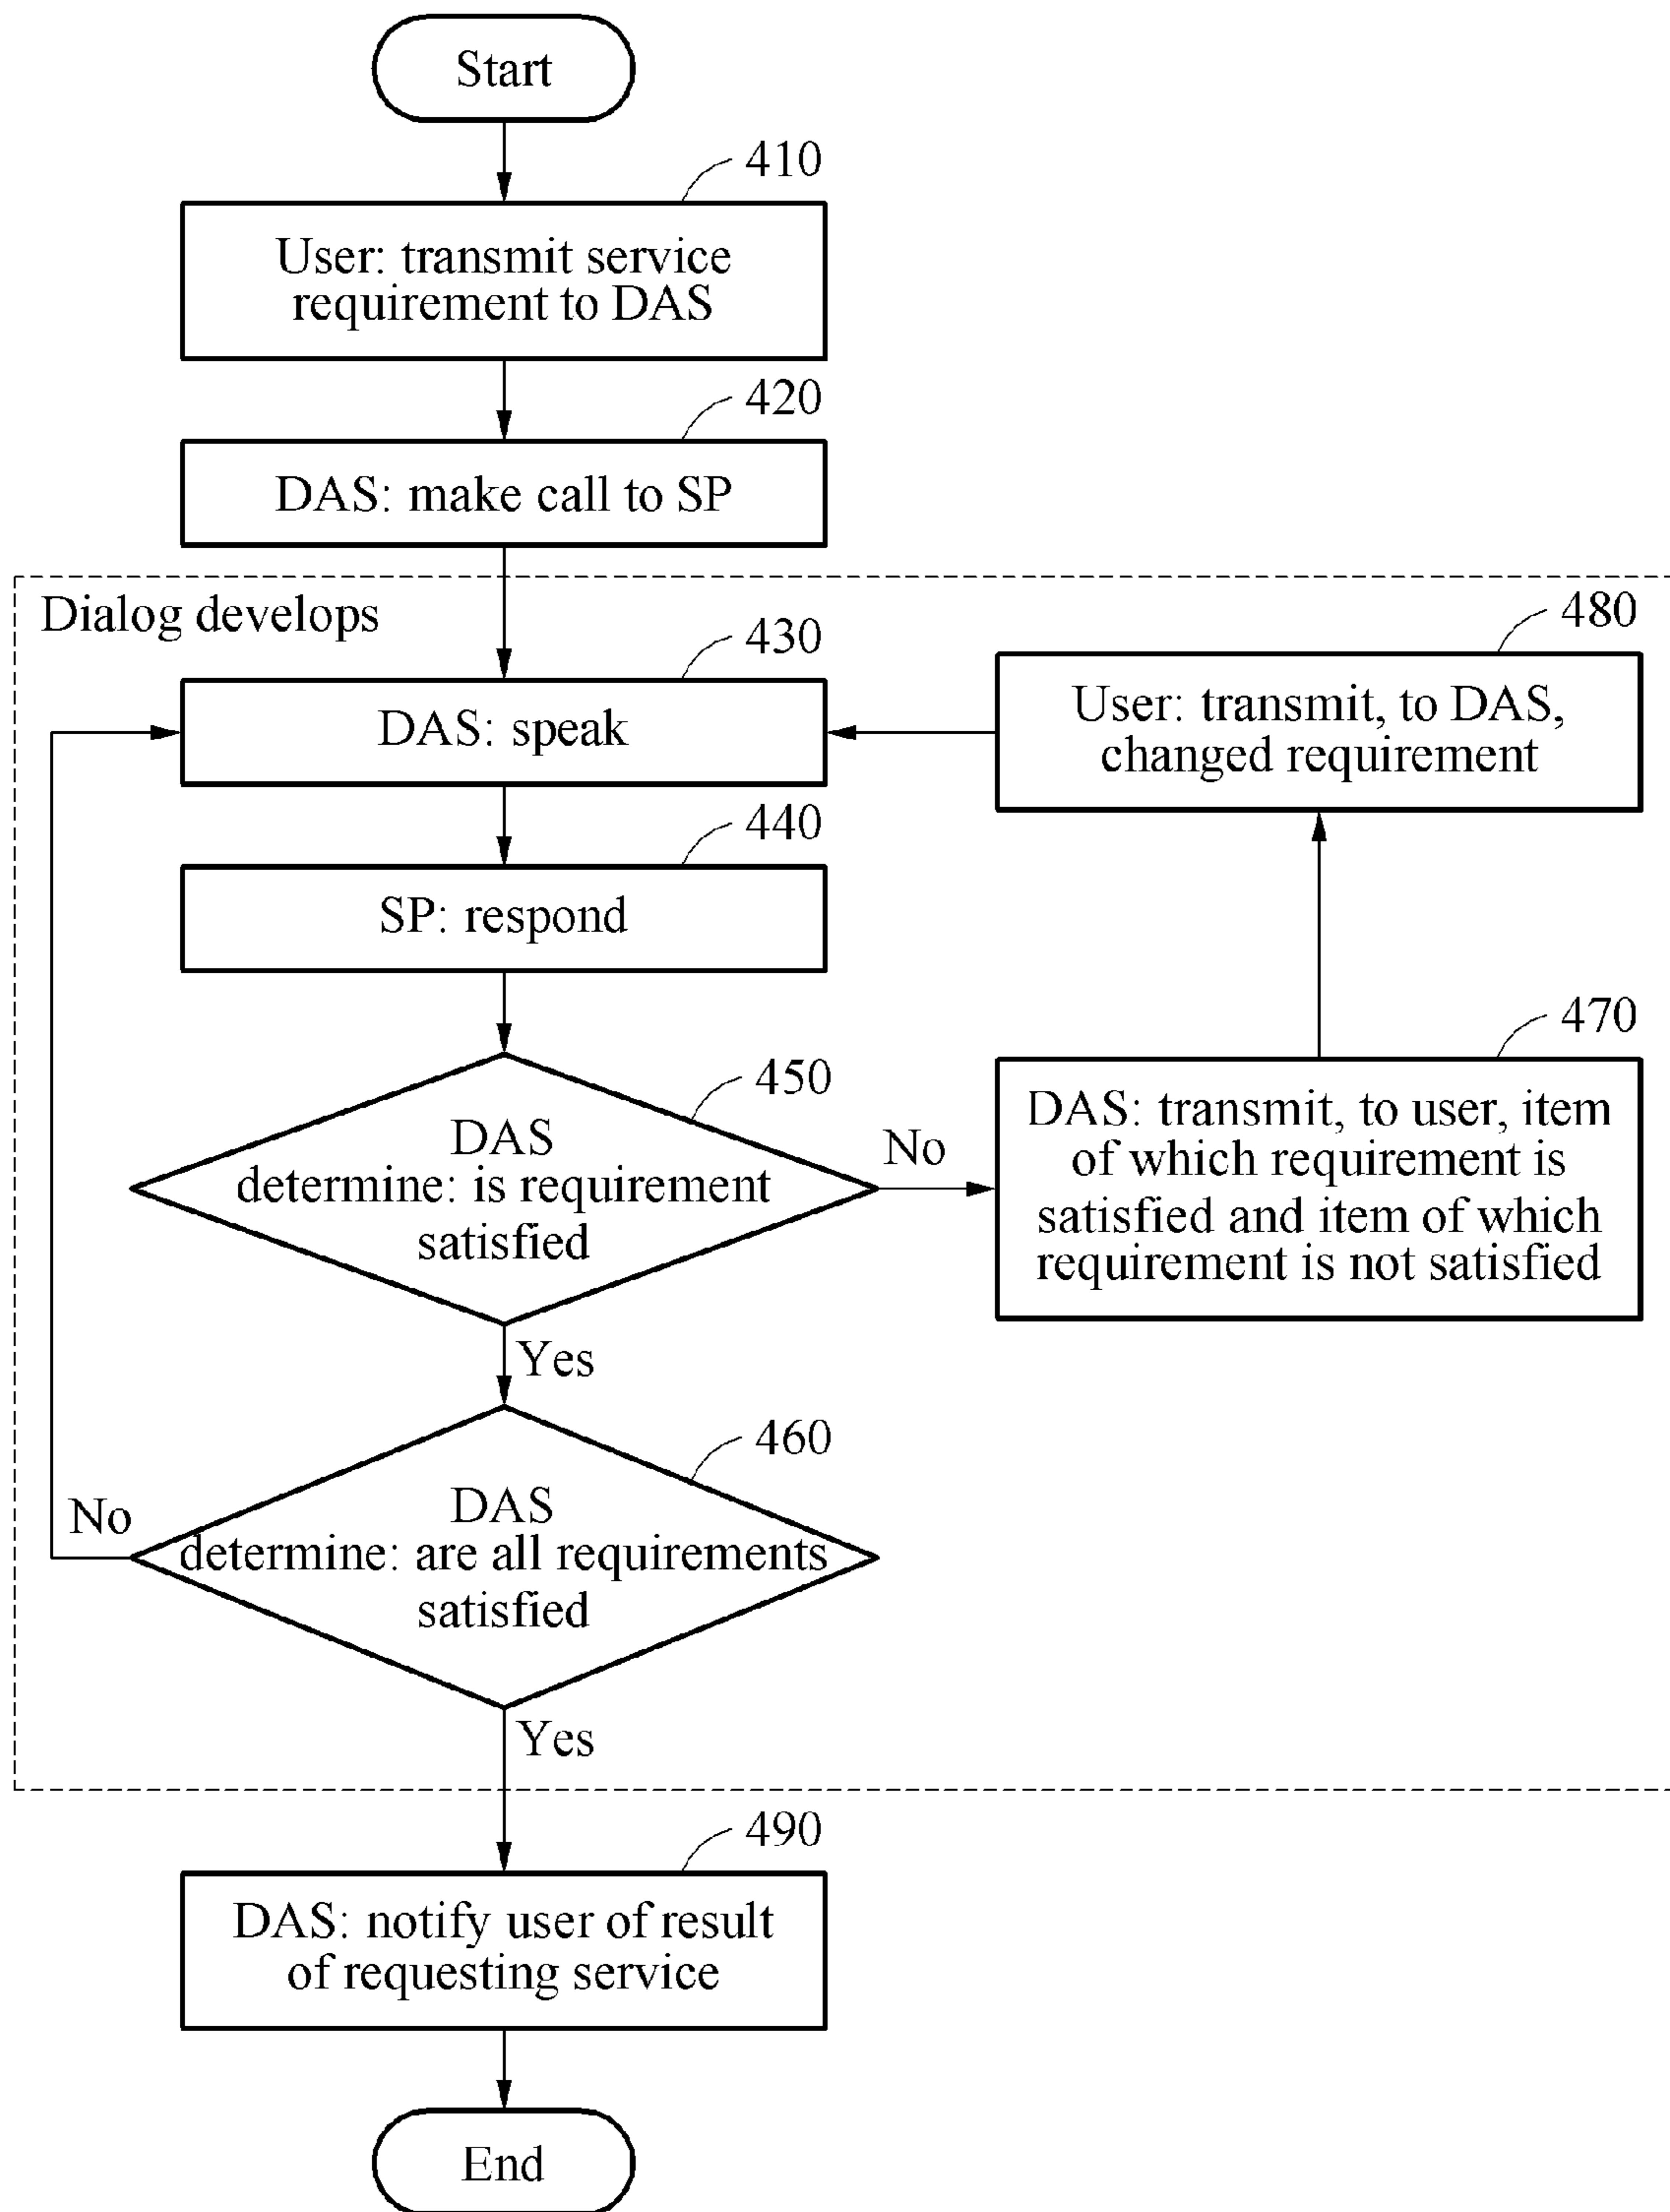 Start
410
User: transmit service
requirement to DAS
420
DAS: make call to SP
Dialog develops
430
DAS: speak
480
User: transmit, to DAS,
changed requirement
440
SP: respond
450
DAS
determine: is requirement
satisfied
No
470
DAS: transmit, to user, item
of which requirement is
satisfied and item of which
requirement is not satisfied
Yes
460
DAS
determine: are all requirements
satisfied
No
Yes
490
DAS: notify user of result
of requesting service
End